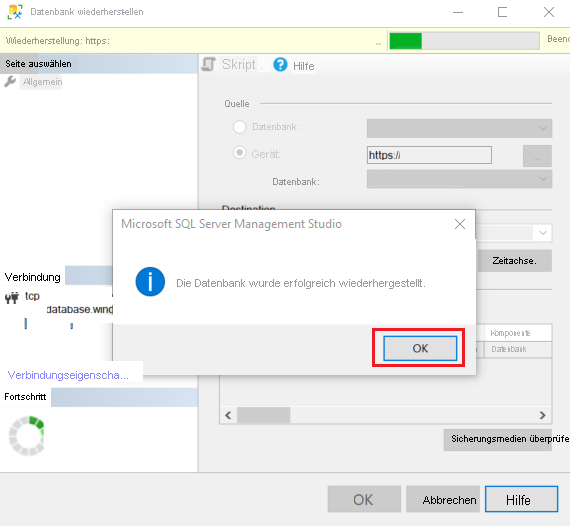 Datenbank wiederherstellen
Wiederherstellung: https:
..
Seite auswählen
Skript .
Hilfe
Allgemein
Quelle
Datenbank:
Gerät:
https://
...
Datenbank:
Destination
Microsoft SQL Server Management Studio
Zeitachse.
Die Datenbank wurde erfolgreich wiederhergestellt.
Verbindung
tcp
database.wind
OK
Komponente
Datenbank
Verbindungseigenscha...
Fortschritt
Sicherungsmedien überprüfe
OK
Abbrechen
Hilfe